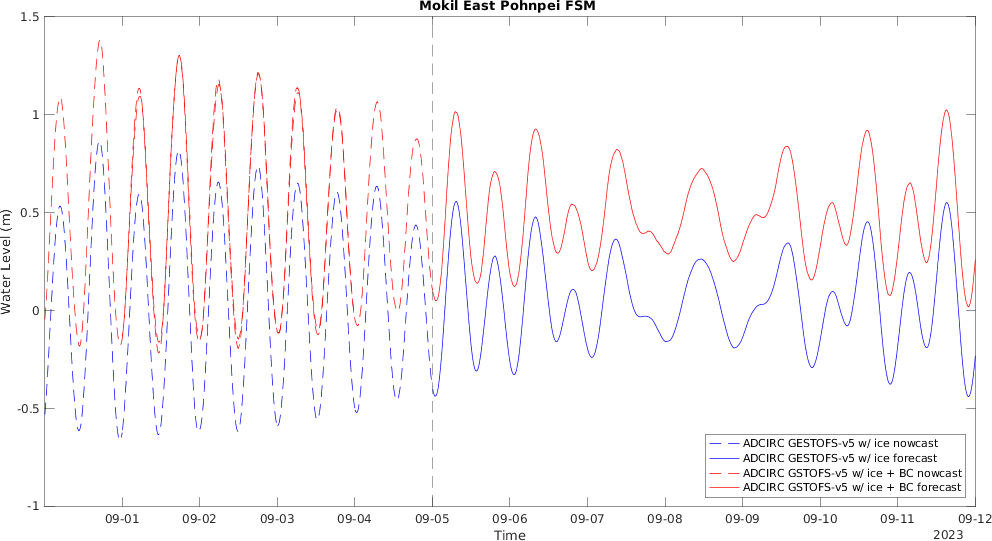 Mokil East Pohnpei FSM
1.5
1
0.5
0
-0.5
-1
Water Level (m)
09-01
09-02
09-03
09-04
09-05
09-06
09-07
09-08
09-09
09-10
09-11
09-12
2023
Time
ADCIRC GESTOFS-v5 w/ ice nowcast
ADCIRC GESTOFS-v5 w/ ice forecast
ADCIRC GSTOFS-v5 w/ ice + BC nowcast
ADCIRC GSTOFS-v5 w/ ice + BC forecast